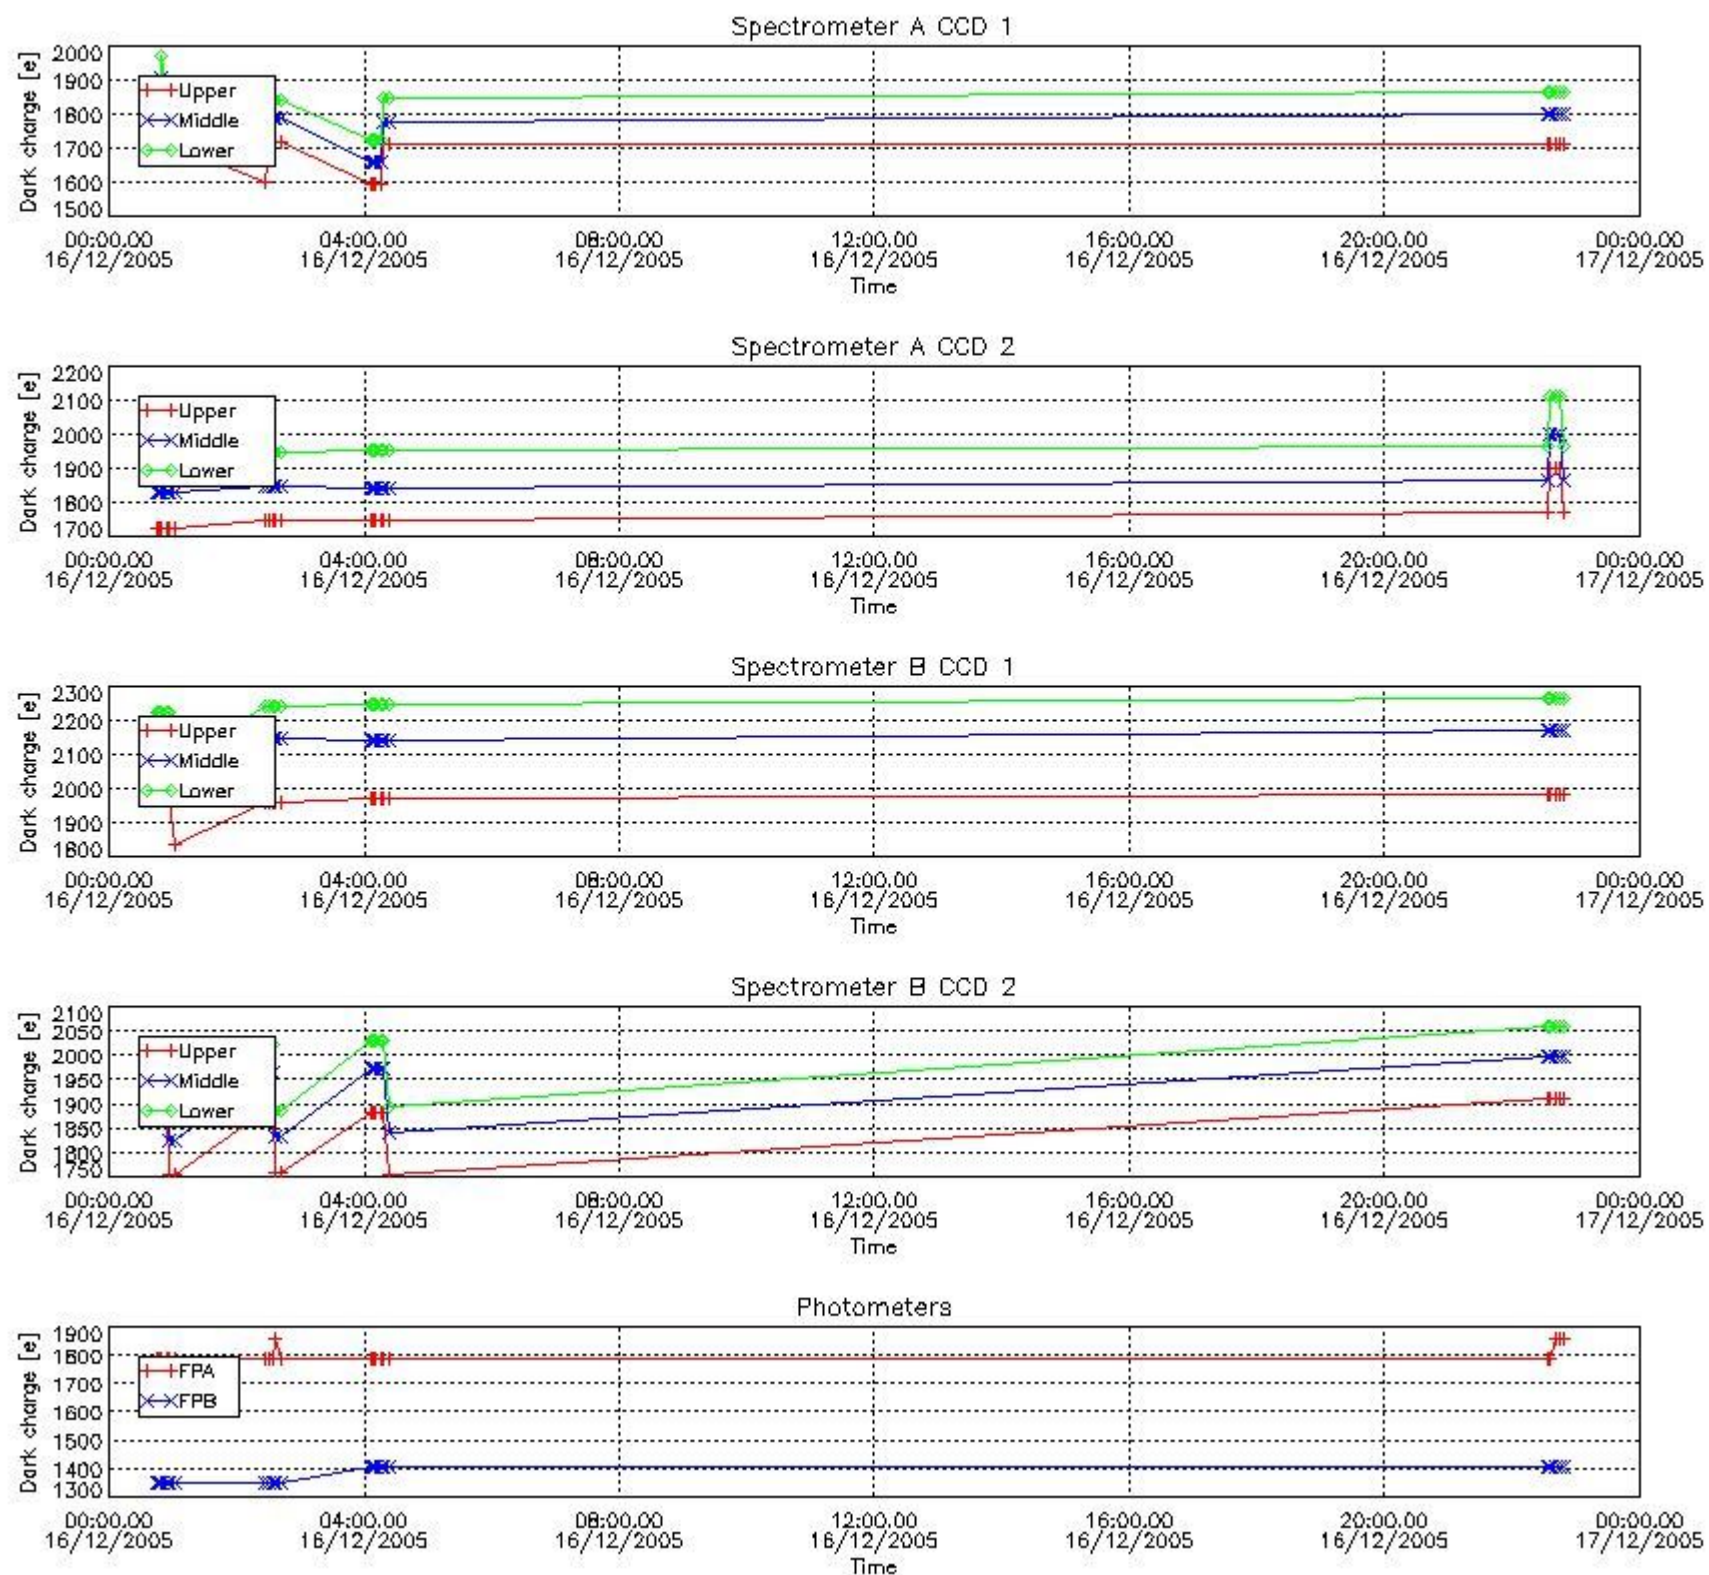 Spectrometer A CCD 1
Dark charge [e]
2000
1900
1800
1700
1600
1500
Upper
Middle
Lower
00:00.00 04:00.00 08:00.00 12:00.00 16:00.00 20:00.00 00:00.00
16/12/2005 16/12/2005 16/12/2005 16/12/2005 16/12/2005 16/12/2005 17/12/2005
Time
Spectrometer A CCD 2
Dark charge [e]
2200
2100
2000
1900
1800
1700
Upper
Middle
Lower
00:00.00 04:00.00 08:00.00 12:00.00 16:00.00 20:00.00 00:00.00
16/12/2005 16/12/2005 16/12/2005 16/12/2005 16/12/2005 16/12/2005 17/12/2005
Time
Spectrometer B CCD 1
Dark charge [e]
2300
2200
2100
2000
1900
1800
Upper
Middle
Lower
00:00.00 04:00.00 08:00.00 12:00.00 16:00.00 20:00.00 00:00.00
16/12/2005 16/12/2005 16/12/2005 16/12/2005 16/12/2005 16/12/2005 17/12/2005
Time
Spectrometer B CCD 2
Dark charge [e]
2100
2050
2000
1950
1900
1850
1800
1750
Upper
Middle
Lower
00:00.00 04:00.00 08:00.00 12:00.00 16:00.00 20:00.00 00:00.00
16/12/2005 16/12/2005 16/12/2005 16/12/2005 16/12/2005 16/12/2005 17/12/2005
Time
Photometers
Dark charge [e]
1900
1800
1700
1600
1500
1400
1300
FPA
FPB
00:00.00 04:00.00 08:00.00 12:00.00 16:00.00 20:00.00 00:00.00
16/12/2005 16/12/2005 16/12/2005 16/12/2005 16/12/2005 16/12/2005 17/12/2005
Time